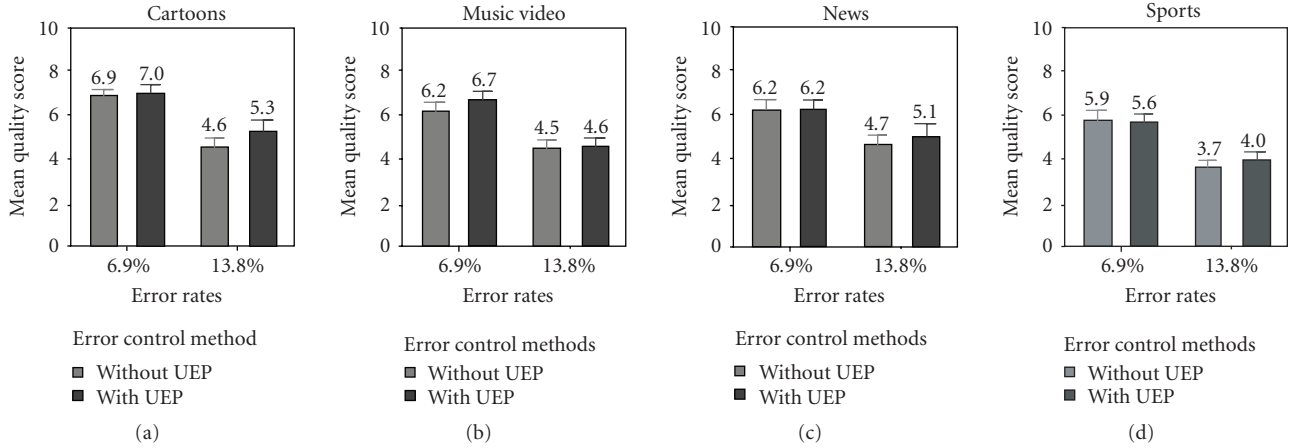 Cartoons
10
8
6
4
2
0
Mean quality score
6.9 7.0
4.6 5.3
6.9% 13.8%
Error rates
Error control method
Without UEP
With UEP
(a)
Music video
10
8
6
4
2
0
Mean quality score
6.2 6.7
4.5 4.6
6.9% 13.8%
Error rates
Error control methods
Without UEP
With UEP
(b)
News
10
8
6
4
2
0
Mean quality score
6.2 6.2
4.7 5.1
6.9% 13.8%
Error rates
Error control methods
Without UEP
With UEP
(c)
Sports
10
8
6
4
2
0
Mean quality score
5.9 5.6
3.7 4.0
6.9% 13.8%
Error rates
Error control methods
Without UEP
With UEP
(d)